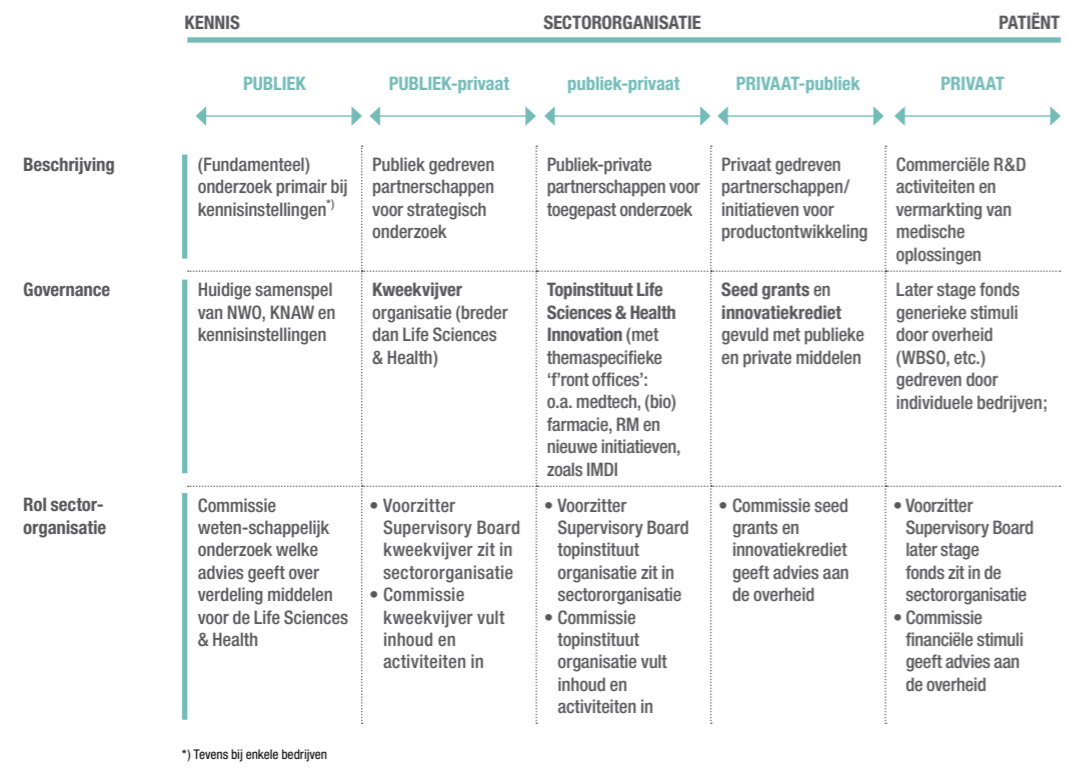 KENNIS SECTORORGANISATIE PATIËNT
PUBLIEK PUBLIEK-privaat publiek-privaat PRIVAAT-publiek PRIVAAT
Beschrijving
(Fundamenteel)
onderzoek primair bij
kennisinstellingen*)
Publiek gedreven
partnerschappen
voor strategisch
onderzoek
Publiek-private
partnerschappen voor
toegepast onderzoek
Privaat gedreven
partnerschappen/
initiatieven voor
productontwikkeling
Commerciële R&D
activiteiten en
vermarkting van
medische
oplossingen
Governance
Huidige samenspel
van NWO, KNAW en
kennisinstellingen
Kweekvijver
organisatie (breder
dan Life Sciences
& Health)
Topinstituut Life
Sciences & Health
Innovation (met
themaspecifieke
‘f’ront offices’:
o.a. medtech, (bio)
farmacie, RM en
nieuwe initiatieven,
zoals IMDI
Seed grants en
innovatiekrediet
gevuld met publieke
en private middelen
Later stage fonds
generieke stimuli
door overheid
(WBSO, etc.)
gedreven door
individuele bedrijven;
Rol sector-
organisatie
Commissie
weten-schappelijk
onderzoek welke
advies geeft over
verdeling middelen
voor de Life Sciences
& Health
• Voorzitter
Supervisory Board
kweekvijver zit in
sectororganisatie
• Commissie
kweekvijver vult
inhoud en
activiteiten in
• Voorzitter
Supervisory Board
topinstituut
organisatie zit in
sectororganisatie
• Commissie
topinstituut
organisatie vult
inhoud en
activiteiten in
• Commissie seed
grants en
innovatiekrediet
geeft advies aan
de overheid
• Voorzitter
Supervisory Board
later stage
fonds zit in de
sectororganisatie
• Commissie
financiële stimuli
geeft advies aan
de overheid
*) Tevens bij enkele bedrijven